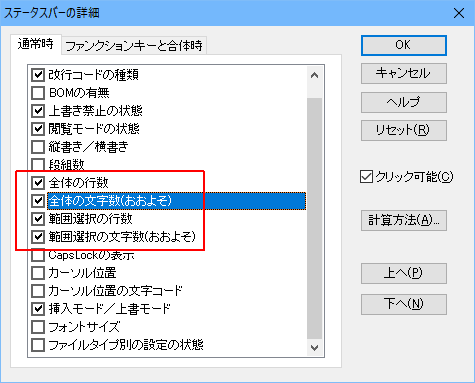 ステータスバーの詳細
通常時
ファンクションキーと合体時
改行コードの種類
BOMの有無
上書き禁止の状態
閲覧モードの状態
縦書き／横書き
段組数
全体の行数
全体の文字数(おおよそ)
範囲選択の行数
範囲選択の文字数(おおよそ)
CapsLockの表示
カーソル位置
カーソル位置の文字コード
挿入モード／上書モード
フォントサイズ
ファイルタイプ別の設定の状態
OK
キャンセル
ヘルプ
リセット(R)
クリック可能(C)
計算方法(A)...
上へ(P)
下へ(N)